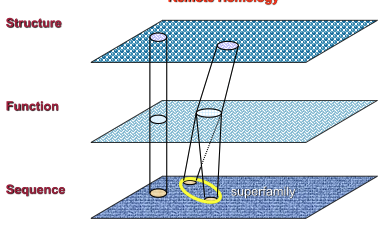 Remote Homology
Structure
Function
Sequence
superfamily